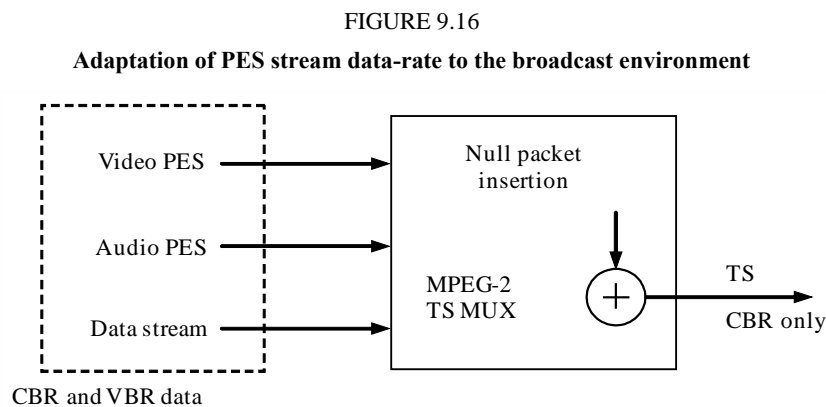 FIGURE 9.16
Adaptation of PES stream data-rate to the broadcast environment
Video PES
Audio PES
Data stream
CBR and VBR data
Null packet
insertion
MPEG-2
TS MUX
+
TS
CBR only